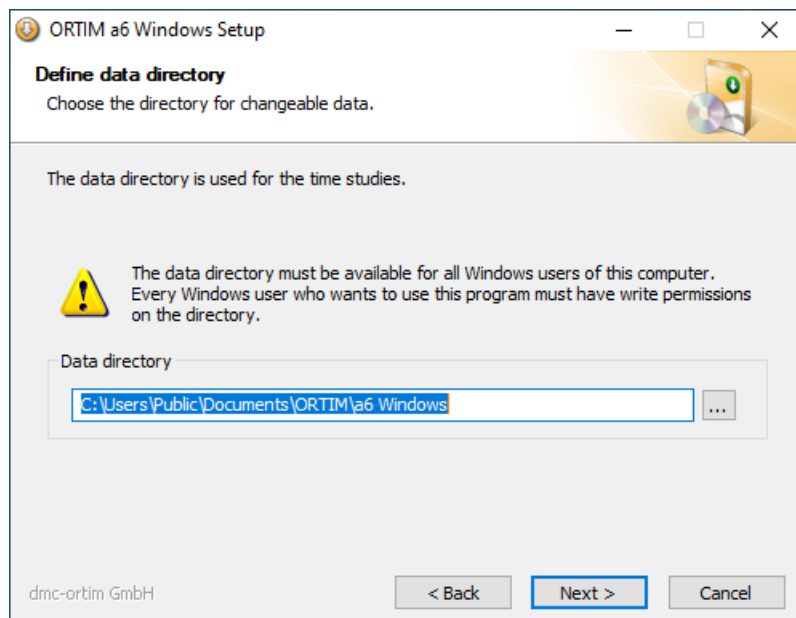 ORTIM a6 Windows Setup
Define data directory
Choose the directory for changeable data.
The data directory is used for the time studies.
The data directory must be available for all Windows users of this computer.
Every Windows user who wants to use this program must have write permissions
on the directory.
Data directory
C:\Users\Public\Documents\ORTIM\a6 Windows
...
dmc-ortim GmbH
< Back
Next >
Cancel